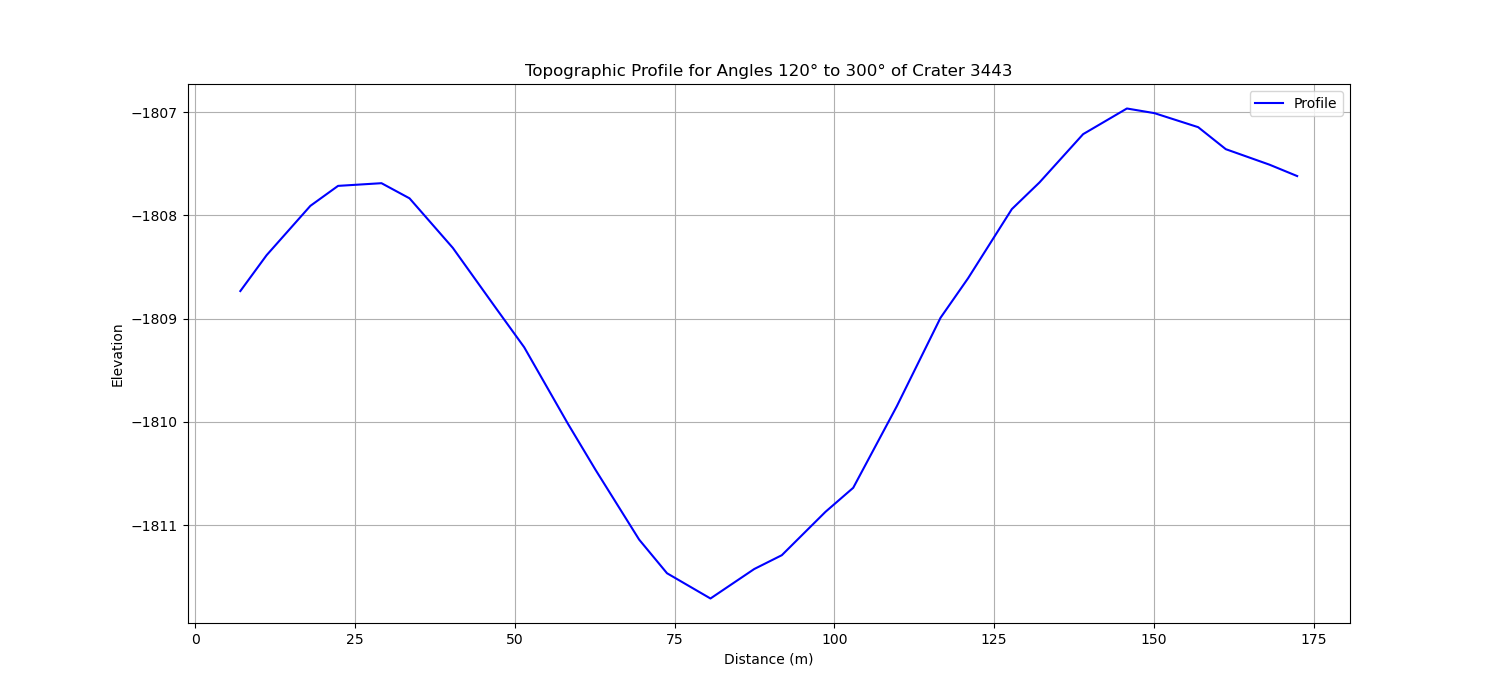 Topographic Profile for Angles 120° to 300° of Crater 3443
Profile
−1807
−1808
−1809
−1810
−1811
Elevation
0 25 50 75 100 125 150 175
Distance (m)